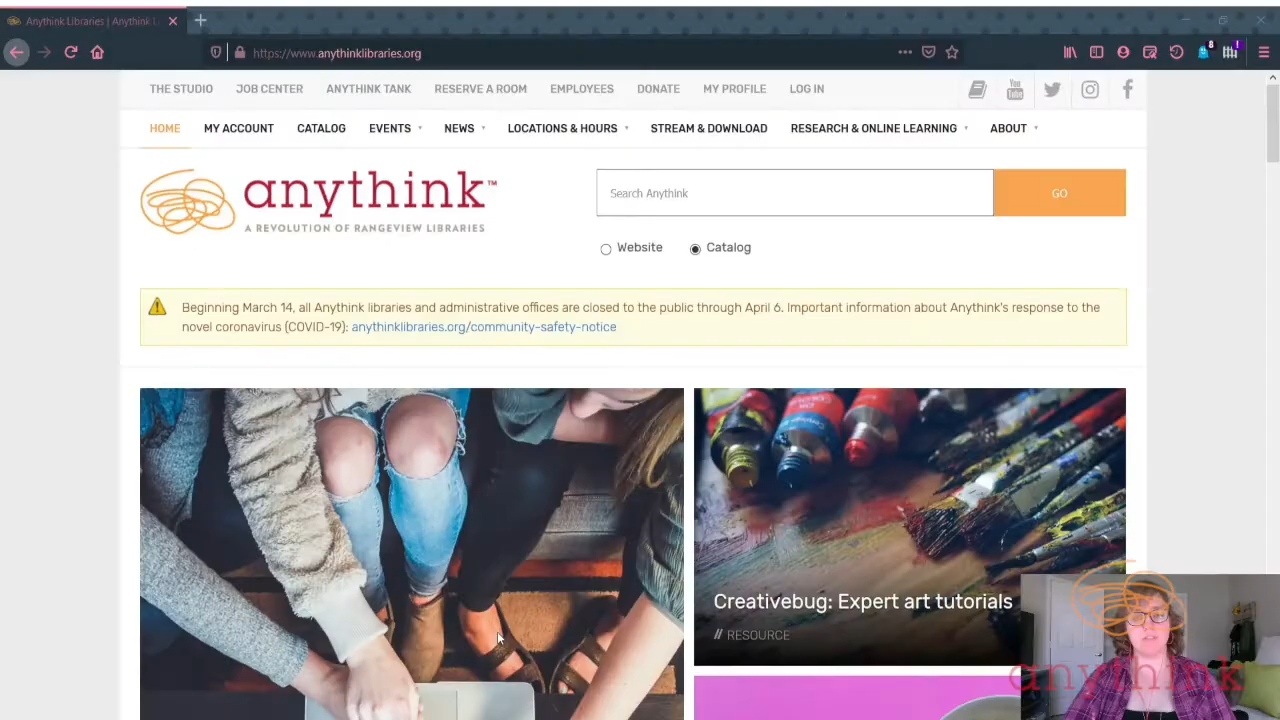 Anythink Libraries | Anythink L
https://www.anythinklibraries.org
8
THE STUDIO JOB CENTER ANYTHINK TANK RESERVE A ROOM EMPLOYEES DONATE MY PROFILE LOG IN
You Tube
HOME MY ACCOUNT CATALOG EVENTS NEWS LOCATIONS & HOURS STREAM & DOWNLOAD RESEARCH & ONLINE LEARNING ABOUT
anythink™
A REVOLUTION OF RANGEVIEW LIBRARIES
Search Anythink GO
Website Catalog
Beginning March 14, all Anythink libraries and administrative offices are closed to the public through April 6. Important information about Anythink's response to the
novel coronavirus (COVID-19): anythinklibraries.org/community-safety-notice
Creativebug: Expert art tutorials
// RESOURCE
anythink